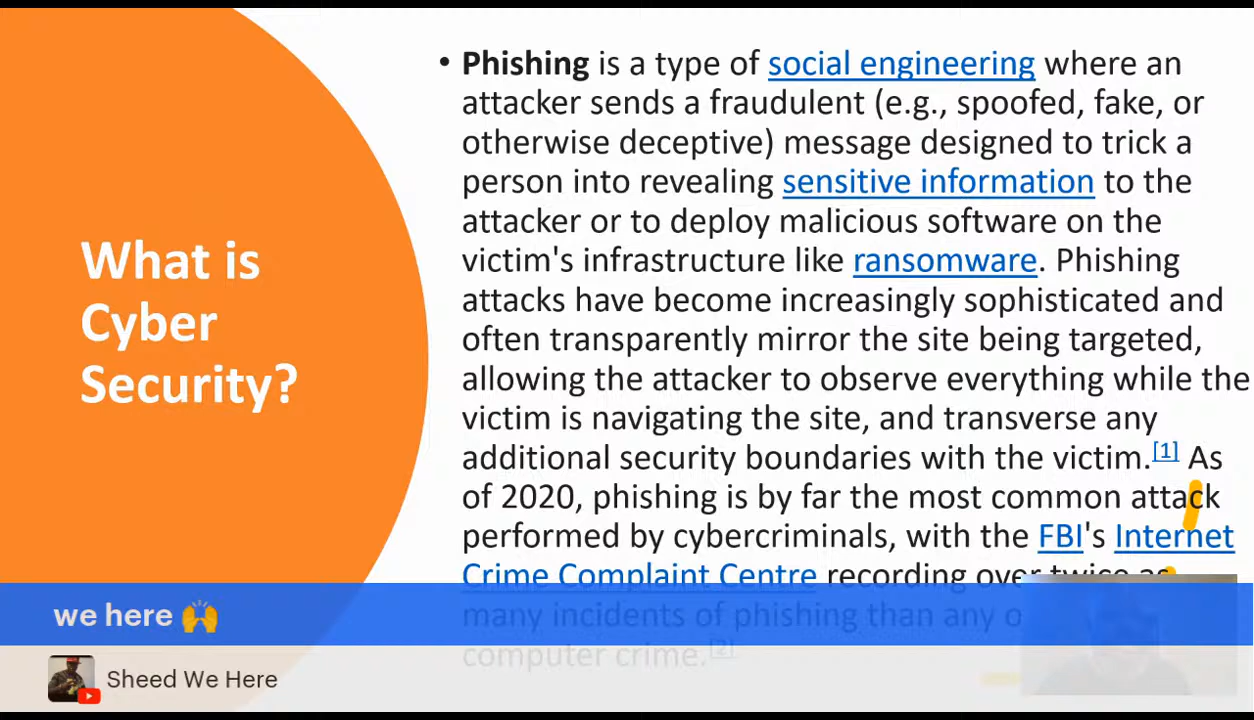 What is
Cyber
Security?
• Phishing is a type of social engineering where an
attacker sends a fraudulent (e.g., spoofed, fake, or
otherwise deceptive) message designed to trick a
person into revealing sensitive information to the
attacker or to deploy malicious software on the
victim's infrastructure like ransomware. Phishing
attacks have become increasingly sophisticated and
often transparently mirror the site being targeted,
allowing the attacker to observe everything while the
victim is navigating the site, and transverse any
additional security boundaries with the victim.[1] As
of 2020, phishing is by far the most common attack
performed by cybercriminals, with the FBI's Internet
Crime Complaint Centre recording over twice as
many incidents of phishing than any
computer crime.[2]
we here 🙌
Sheed We Here